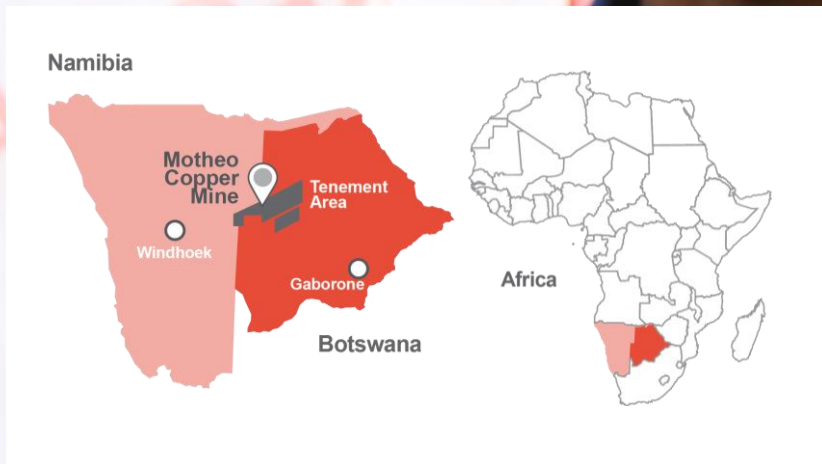 Namibia
Motheo
Copper
Mine
Tenement
Area
Windhoek
Gaborone
Botswana
Africa